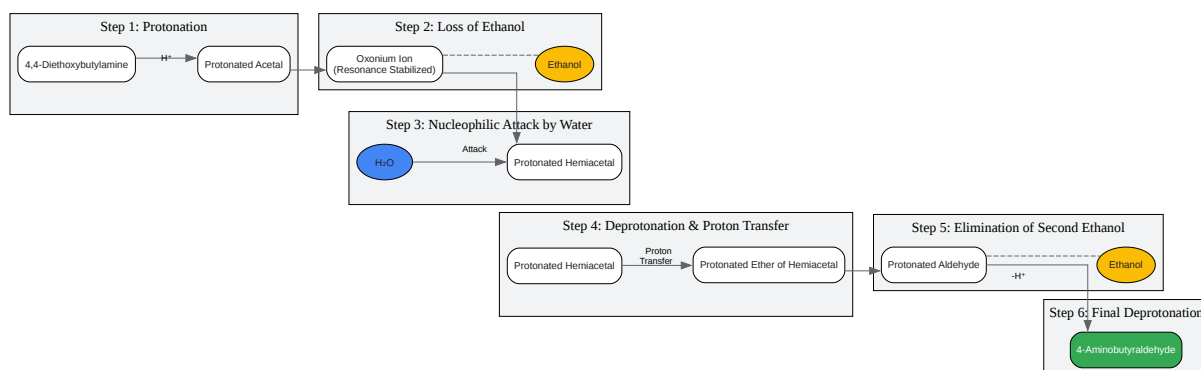 Step 1: Protonation
4,4-Diethoxybutylamine
H⁺
Protonated Acetal
Step 2: Loss of Ethanol
Oxonium Ion
(Resonance Stabilized)
Ethanol
Step 3: Nucleophilic Attack by Water
H₂O
Attack
Protonated Hemiacetal
Step 4: Deprotonation & Proton Transfer
Protonated Hemiacetal
Proton
Transfer
Protonated Ether of Hemiacetal
Step 5: Elimination of Second Ethanol
Protonated Aldehyde
Ethanol
-H⁺
Step 6: Final Deprotonation
4-Aminobutyraldehyde